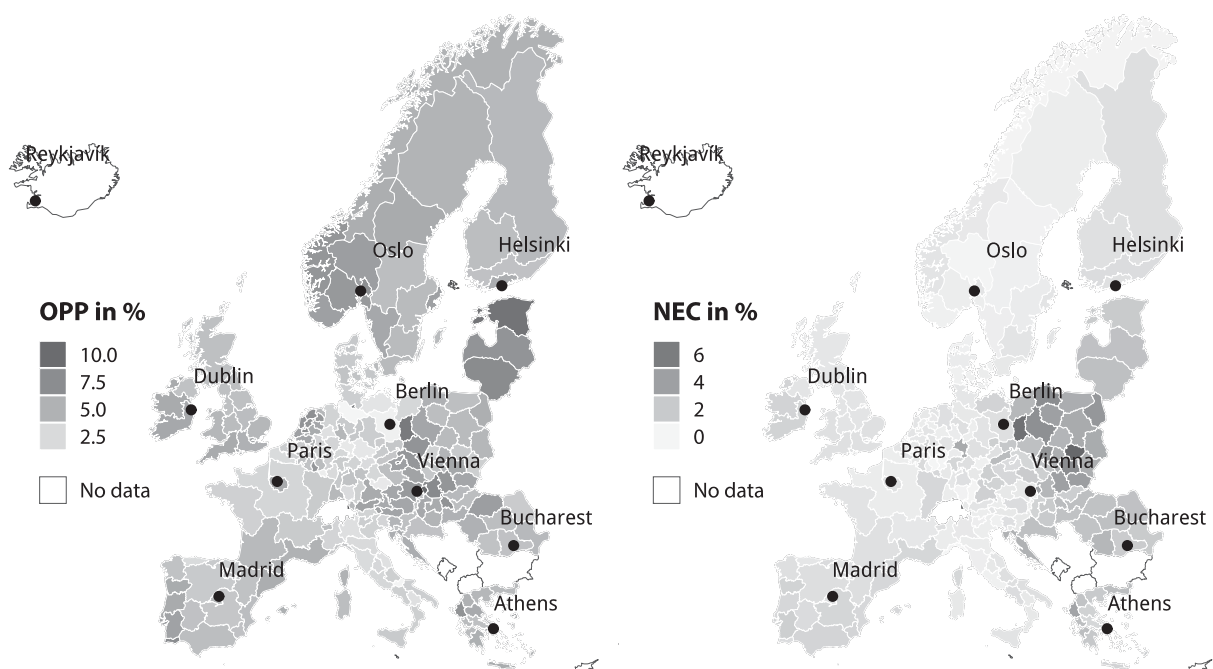 Reykjavík
Oslo
Helsinki
OPP in %
10.0
7.5
5.0
2.5
No data
Dublin
Berlin
Paris
Vienna
Bucharest
Madrid
Athens
Reykjavík
Oslo
Helsinki
NEC in %
6
4
2
0
No data
Dublin
Berlin
Paris
Vienna
Bucharest
Madrid
Athens